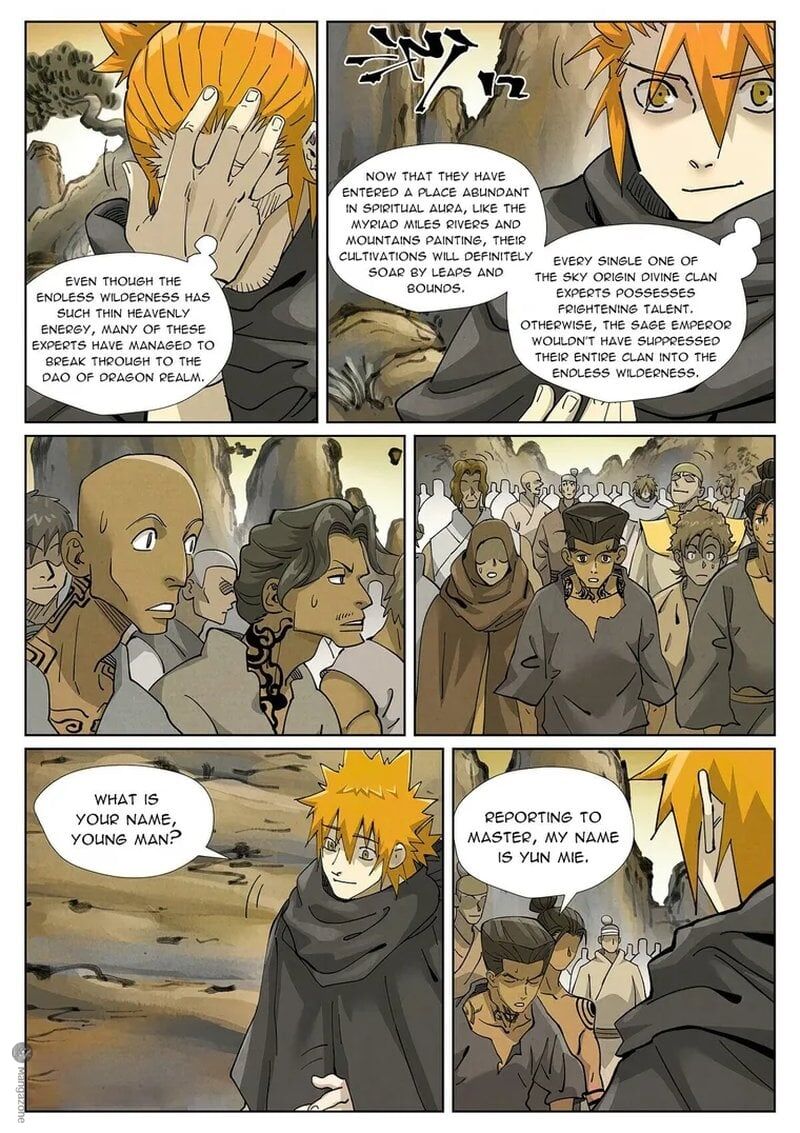 EVEN THOUGH THE
ENDLESS WILDERNESS HAS
SUCH THIN HEAVENLY
ENERGY, MANY OF THESE
EXPERTS HAVE MANAGED TO
BREAK THROUGH TO THE
DAO OF DRAGON REALM.
NOW THAT THEY HAVE
ENTERED A PLACE ABUNDANT
IN SPIRITUAL AURA, LIKE THE
MYRIAD MILES RIVERS AND
MOUNTAINS PAINTING, THEIR
CULTIVATIONS WILL DEFINITELY
SOAR BY LEAPS AND
BOUNDS.
EVERY SINGLE ONE OF
THE SKY ORIGIN DIVINE CLAN
EXPERTS POSSESSES
FRIGHTENING TALENT.
OTHERWISE, THE SAGE EMPEROR
WOULDN'T HAVE SUPPRESSED
THEIR ENTIRE CLAN INTO THE
ENDLESS WILDERNESS.
WHAT IS
YOUR NAME,
YOUNG MAN?
REPORTING TO
MASTER, MY NAME
IS YUN MIE.
Mangazone